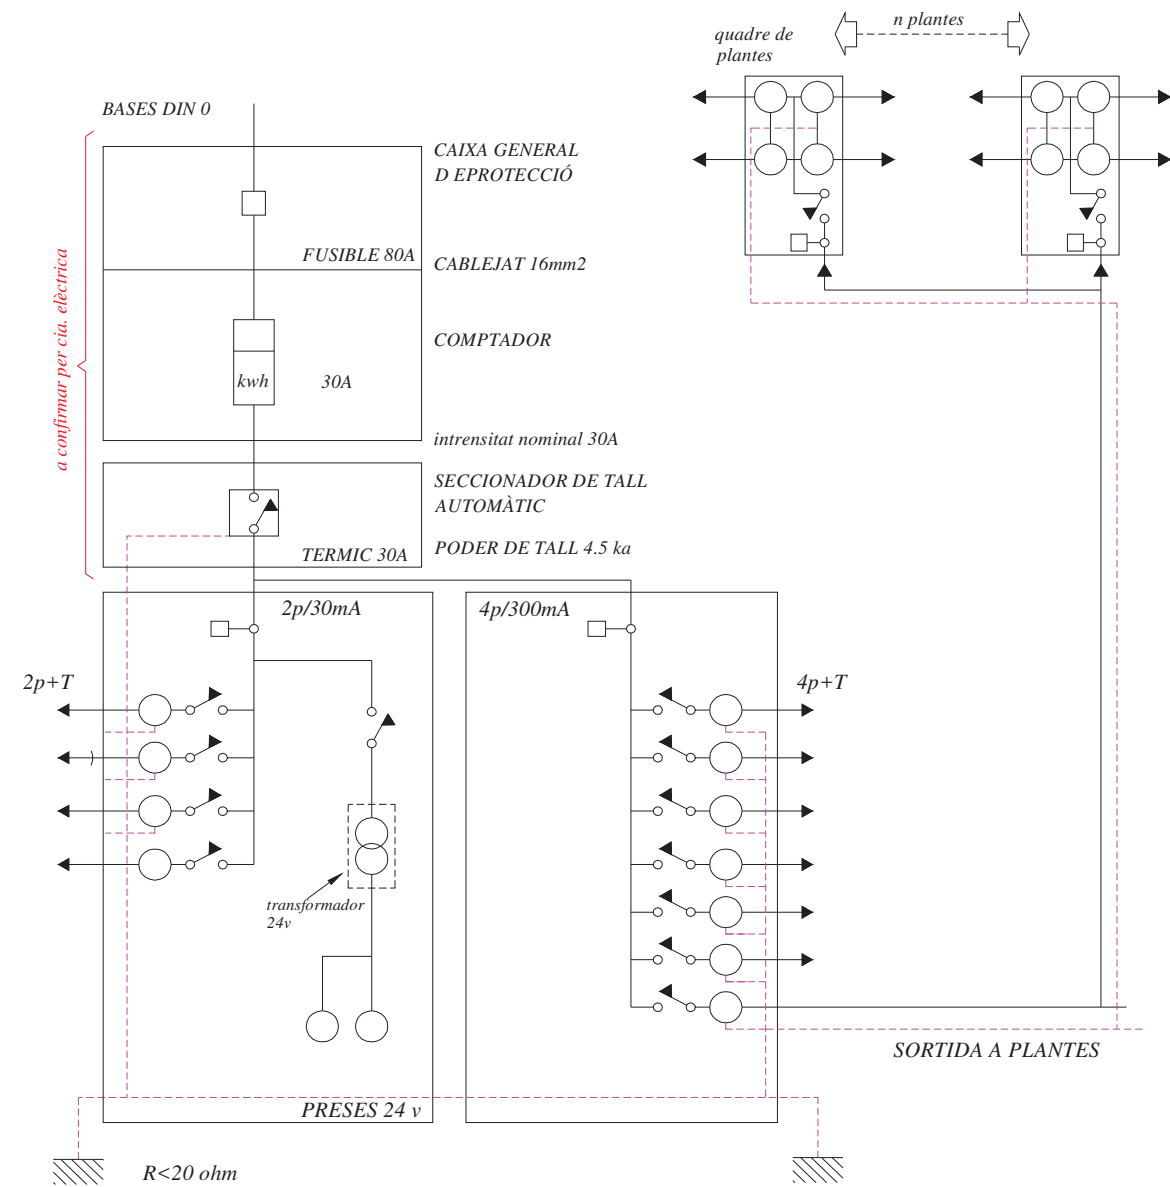 quadre de
plantes
n plantes
BASES DIN 0
CAIXA GENERAL
D EPROTECCIÓ
FUSIBLE 80A
CABLEJAT 16mm2
a confirmar per cia. elèctrica
COMPTADOR
kwh
30A
intrensitat nominal 30A
SECCIONADOR DE TALL
AUTOMÀTIC
TERMIC 30A
PODER DE TALL 4.5 ka
2p/30mA
4p/300mA
2p+T
4p+T
transformador
24v
SORTIDA A PLANTES
PRESES 24 v
R<20 ohm